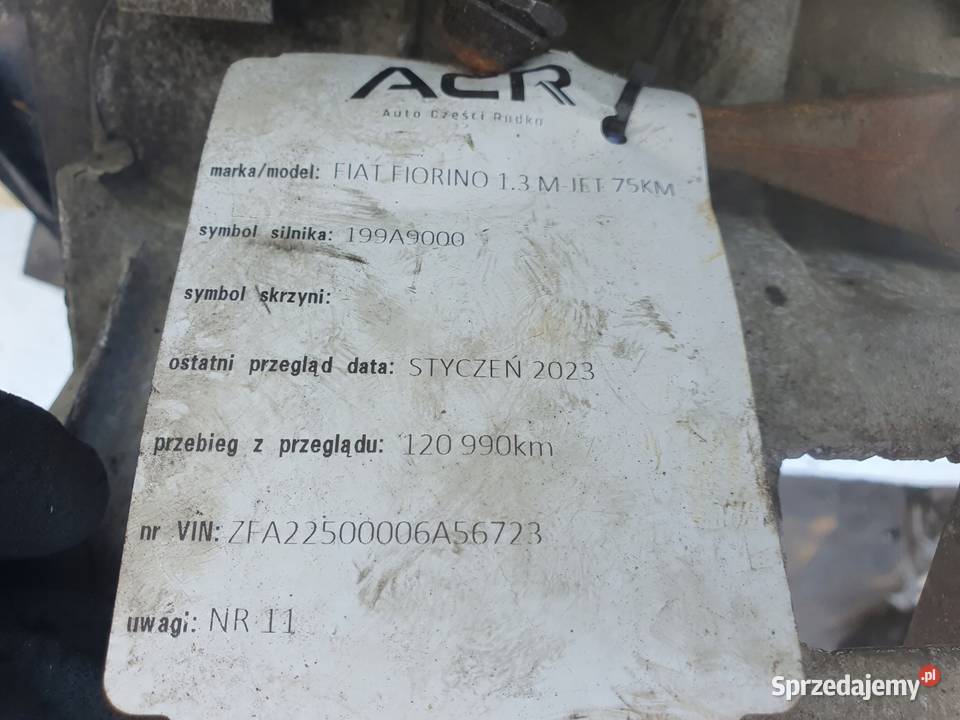 ACR
Auto Części Rudka
marka/model: FIAT FIORINO 1.3 M-JET 75KM
symbol silnika: 199A9000
symbol skrzyni:
ostatni przegląd data: STYCZEŃ 2023
przebieg z przeglądu: 120 990km
nr VIN: ZFA22500006A56723
uwagi: NR 11
Sprzedajemy.pl